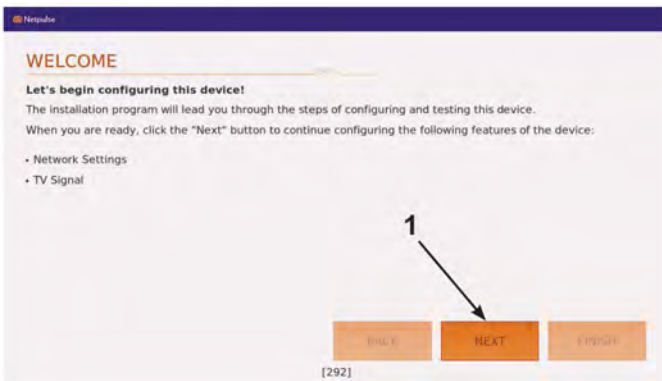 Netpulse
WELCOME
Let's begin configuring this device!
The installation program will lead you through the steps of configuring and testing this device.
When you are ready, click the "Next" button to continue configuring the following features of the device:
• Network Settings
• TV Signal
1
BACK NEXT FINISH
[292]